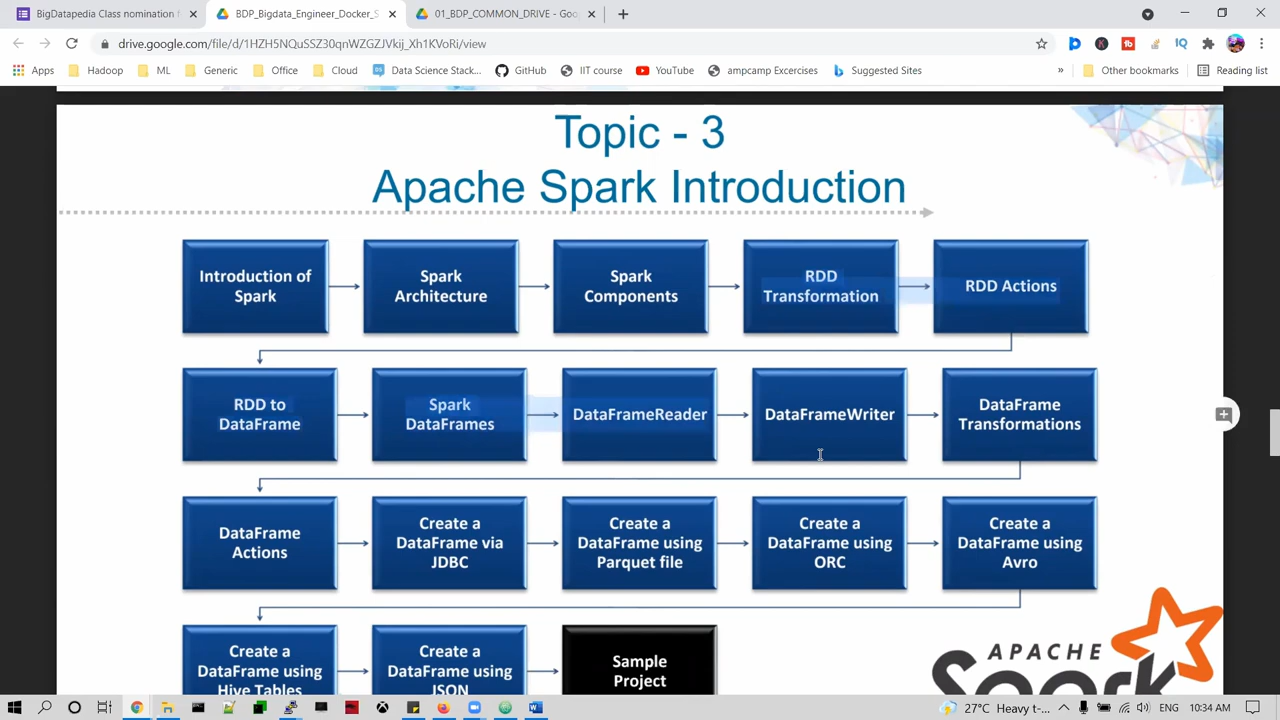 BigDatapedia Class nomination f
BDP_Bigdata_Engineer_Docker_S
01_BDP_COMMON_DRIVE - Goo
drive.google.com/file/d/1HZH5NQuSSZ30qnWZGZJVkij_Xh1KVoRi/view
Apps
Hadoop
ML
Generic
Office
Cloud
Data Science Stack...
GitHub
IIT course
YouTube
ampcamp Excercises
Suggested Sites
»
Other bookmarks
Reading list
Topic - 3
Apache Spark Introduction
Introduction of
Spark
Spark
Architecture
Spark
Components
RDD
Transformation
RDD Actions
RDD to
DataFrame
Spark
DataFrames
DataFrameReader
DataFrameWriter
DataFrame
Transformations
DataFrame
Actions
Create a
DataFrame via
JDBC
Create a
DataFrame using
Parquet file
Create a
DataFrame using
ORC
Create a
DataFrame using
Avro
Create a
DataFrame using
Hive Tables
Create a
DataFrame using
JSON
Sample
Project
APACHE
Spark
27°C Heavy t...
ENG
10:34 AM